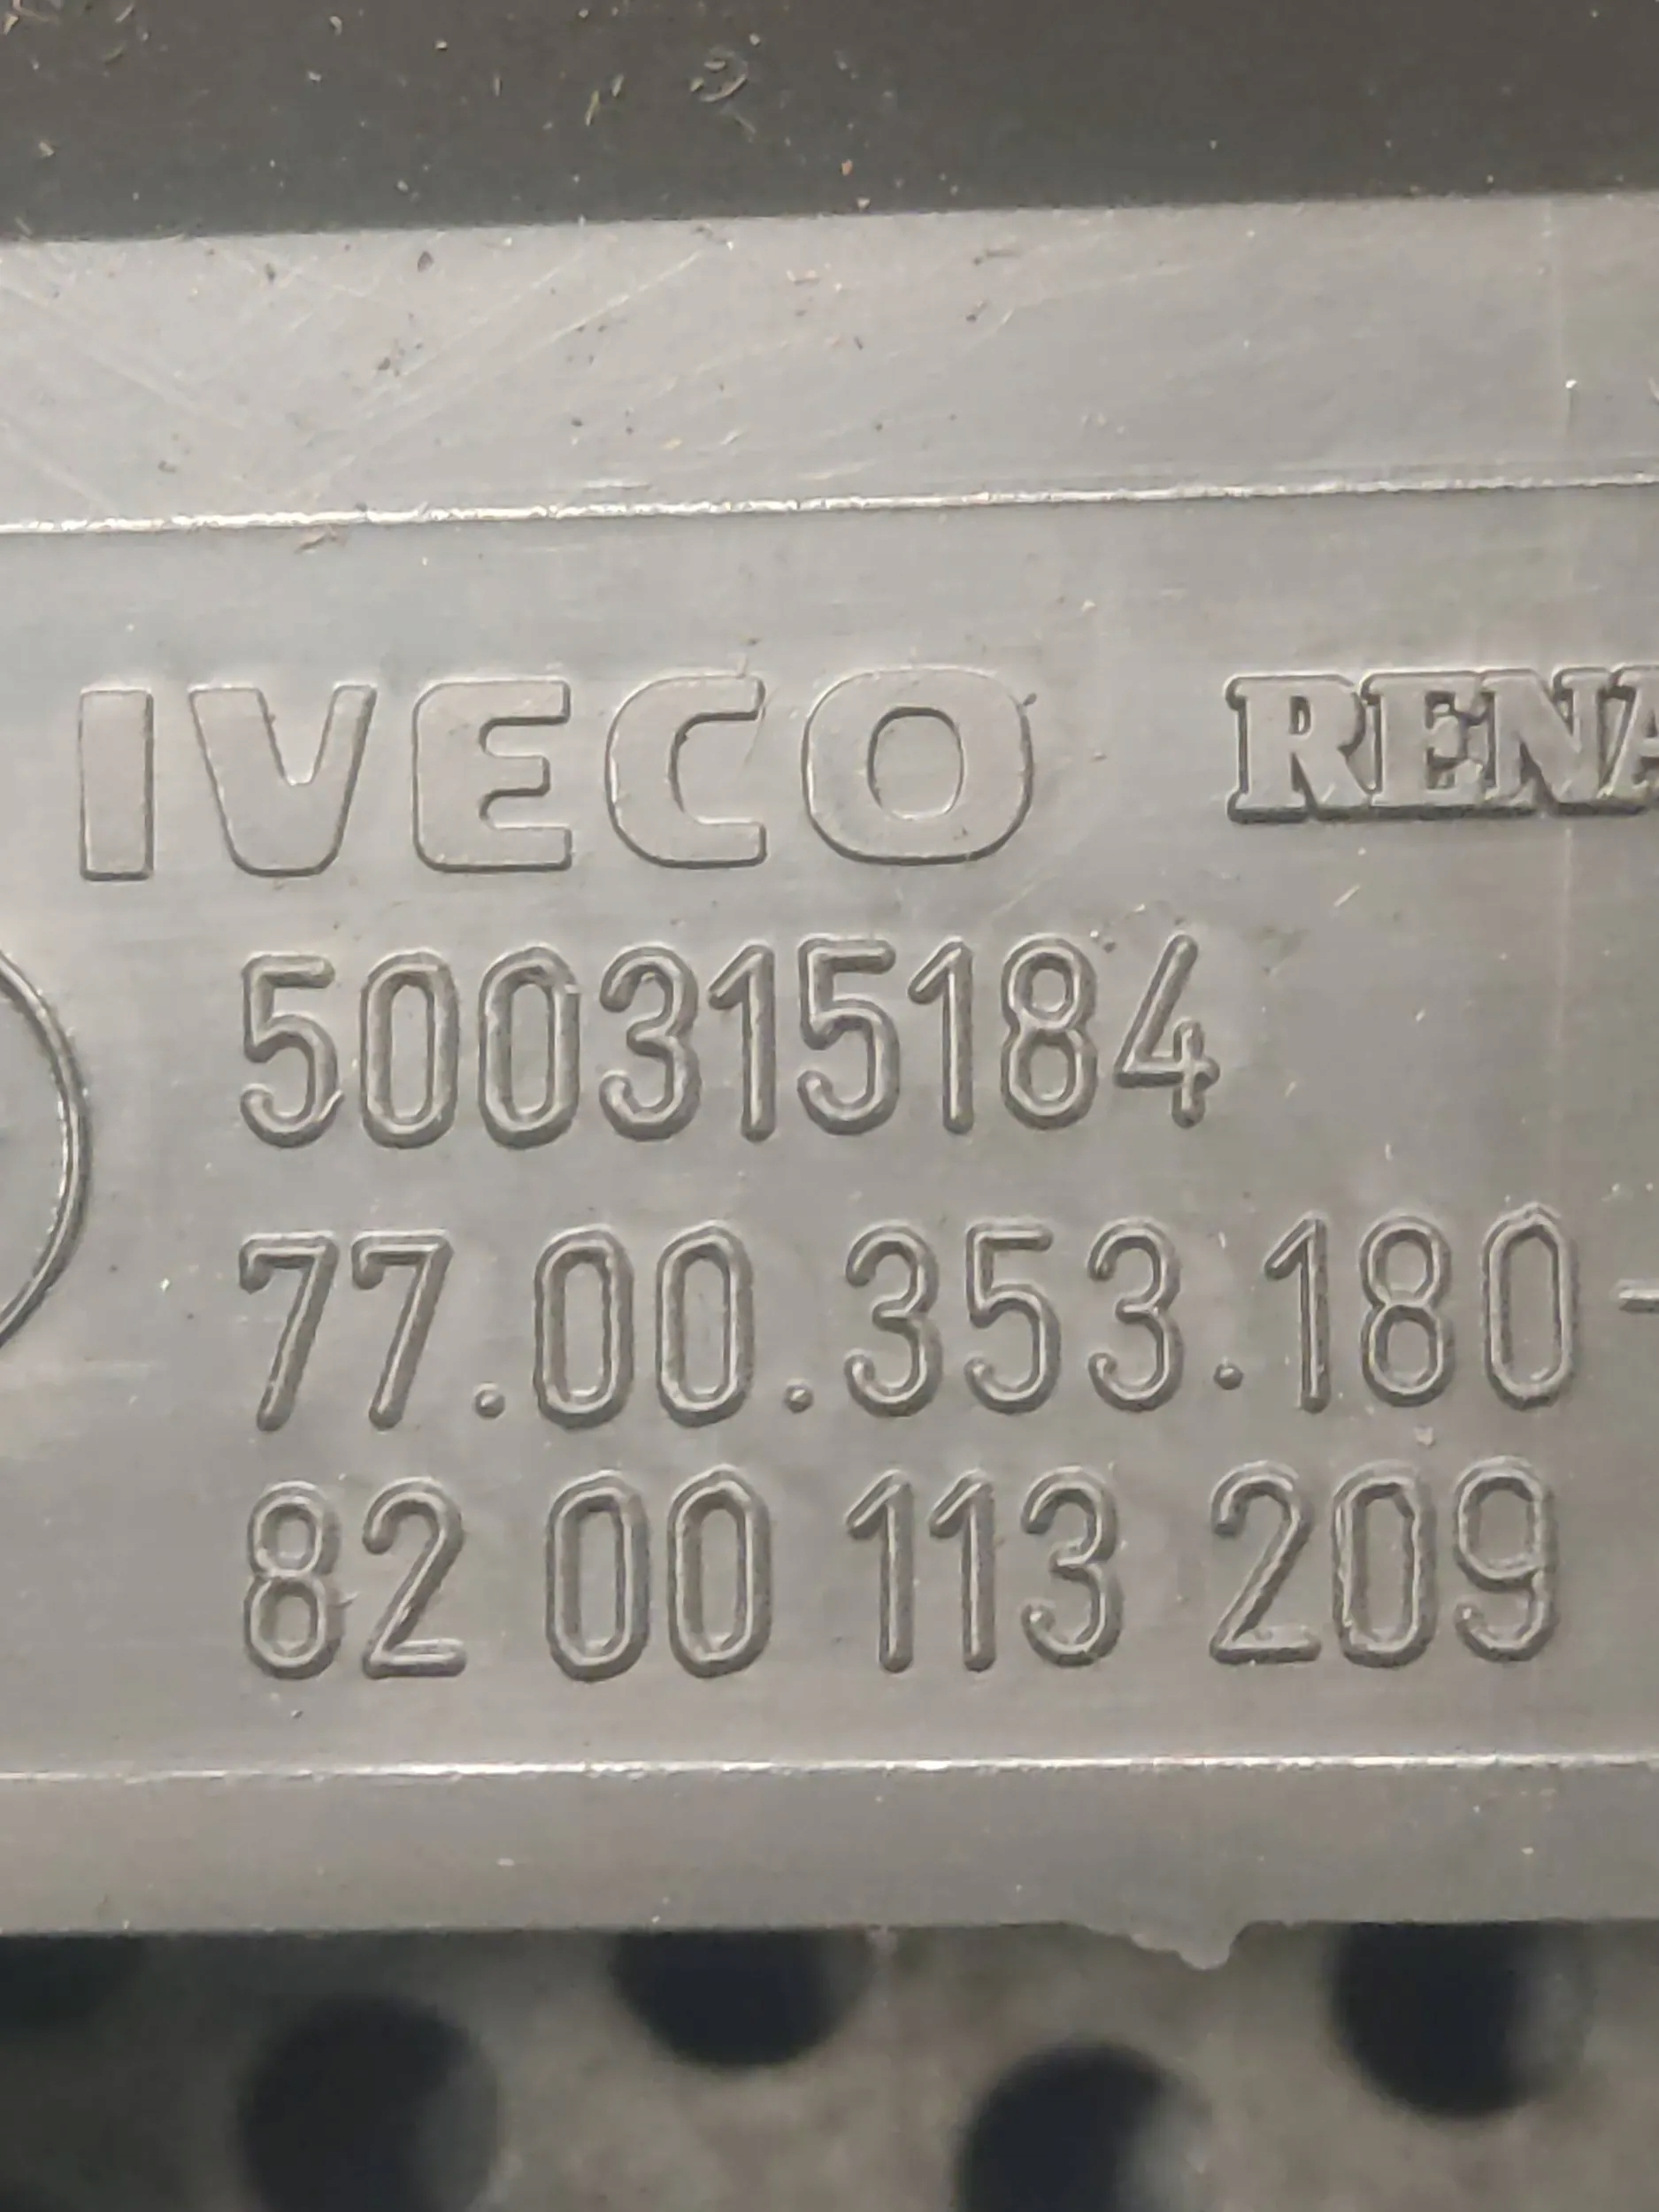 IVECO RENA
500315184
77.00.353.180-
82 00 113 209